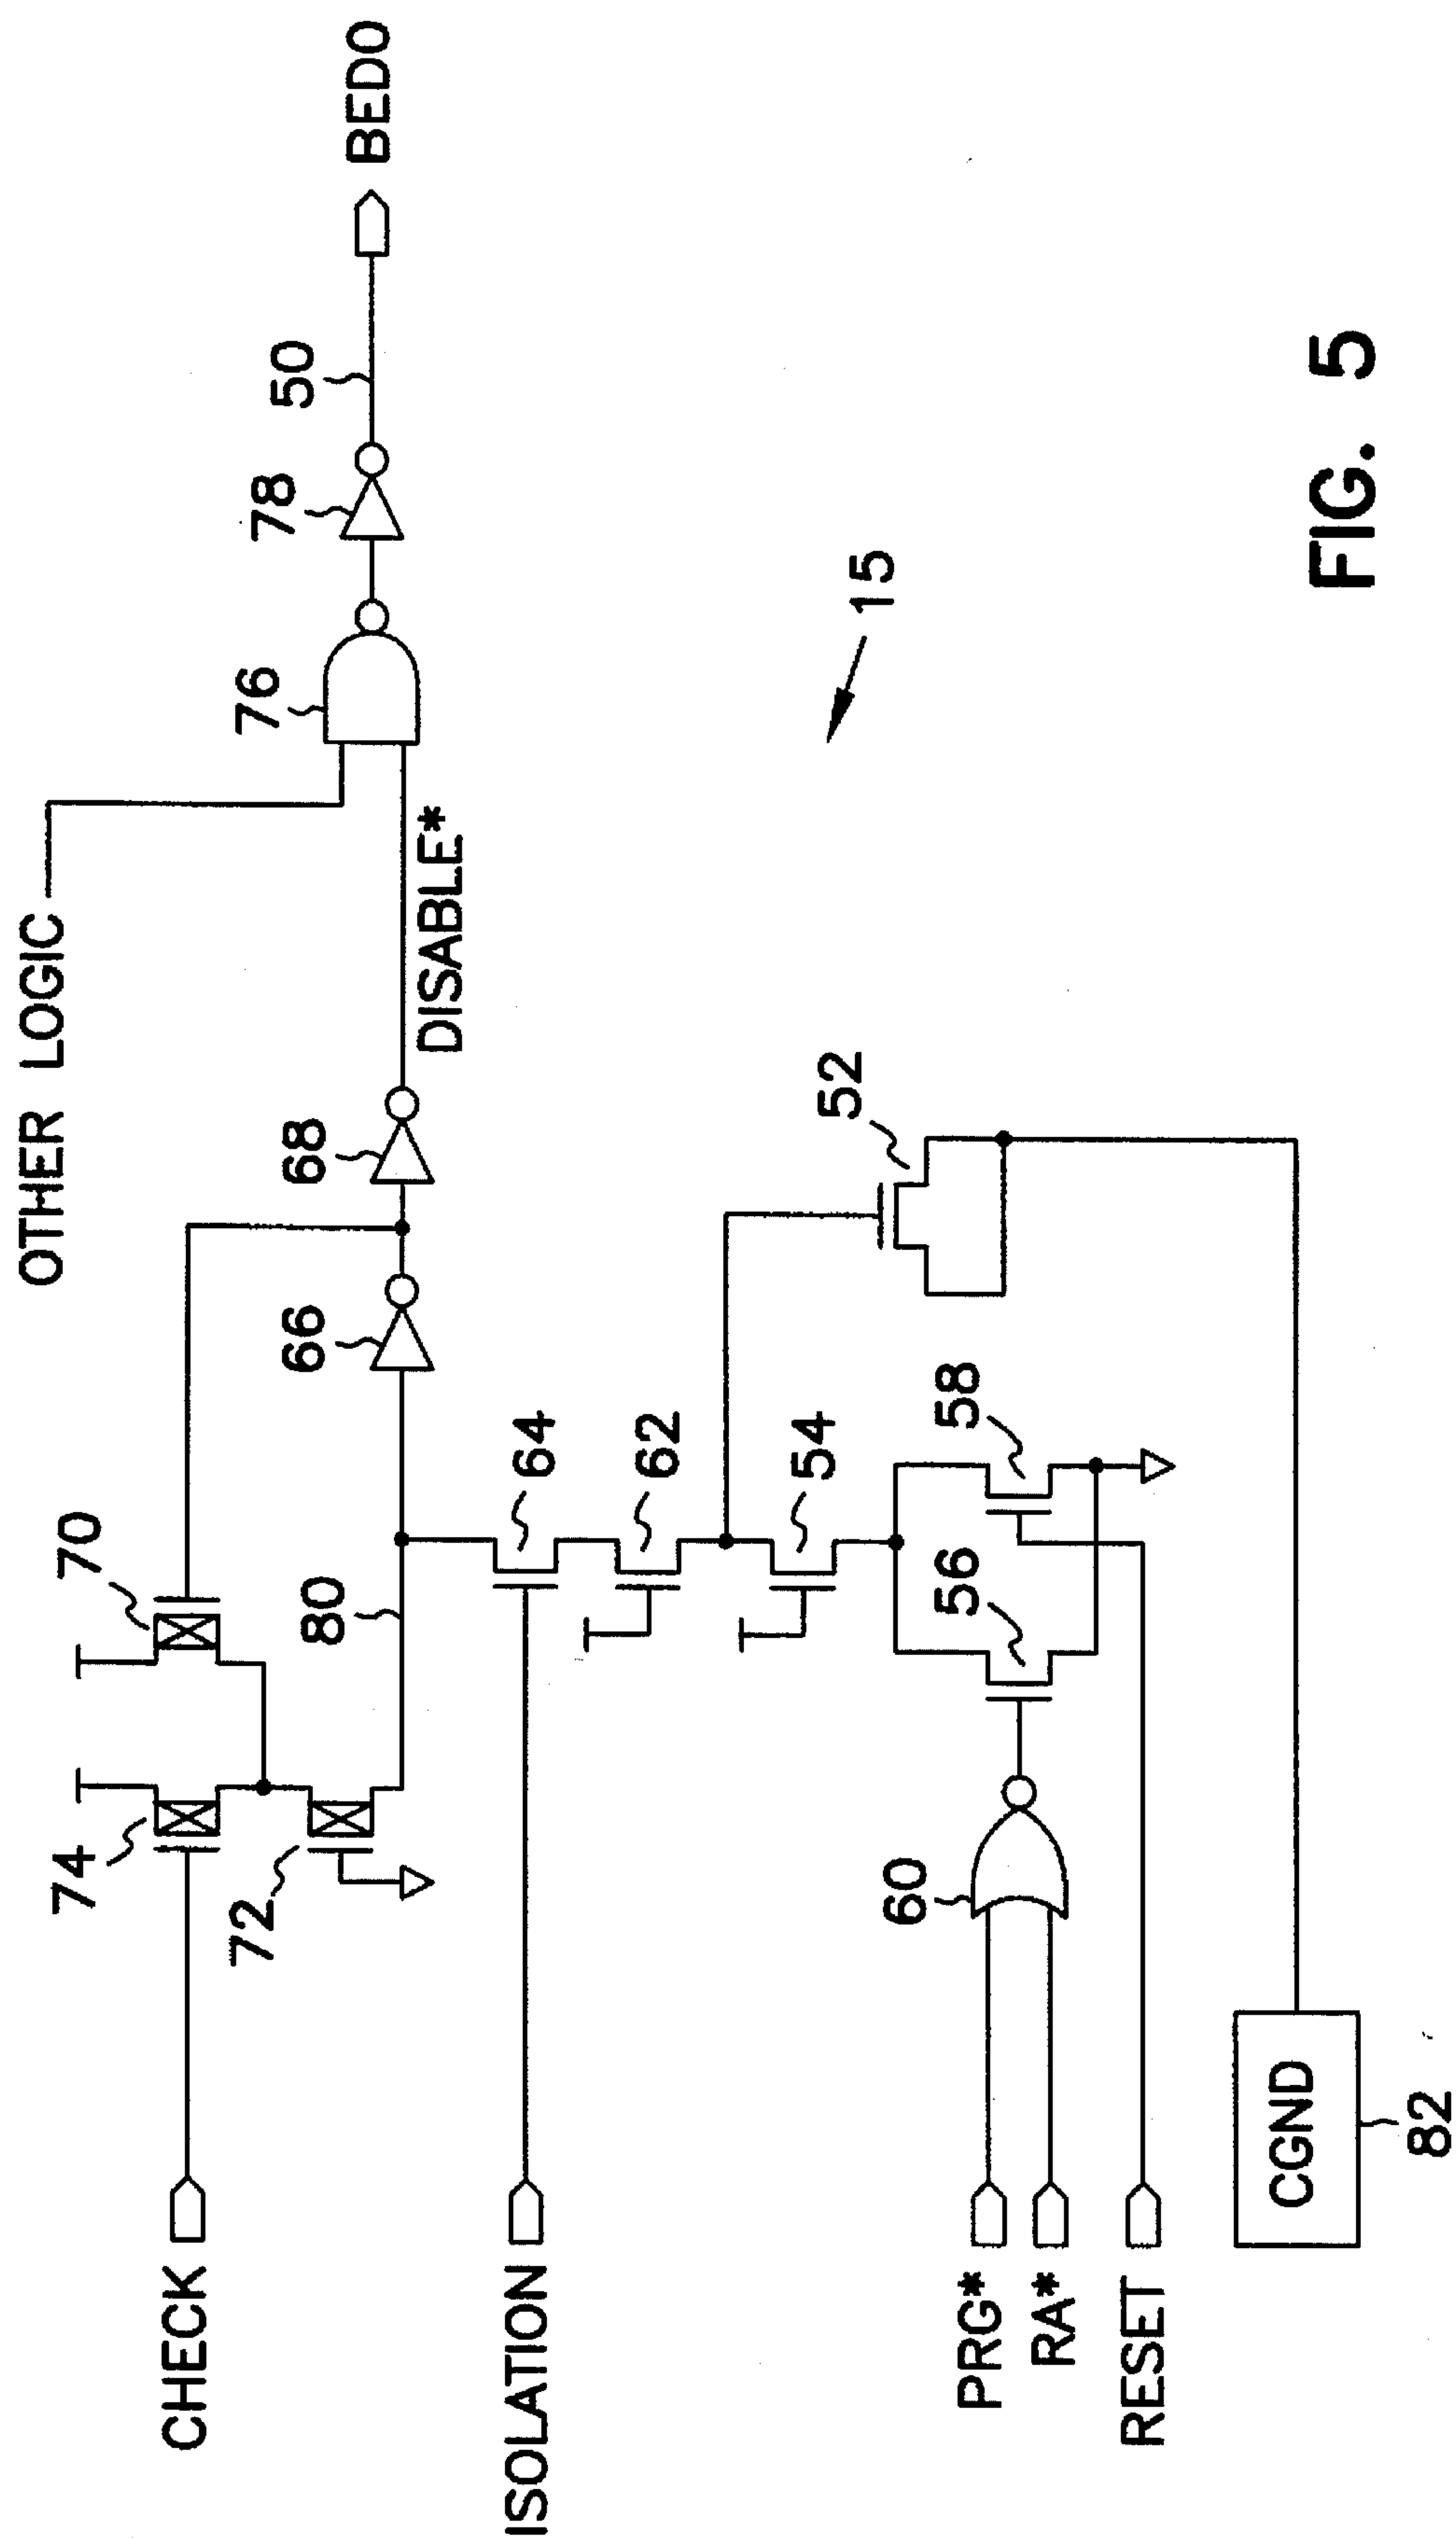 OTHER LOGIC
70
74
72
CHECK
80
66
68
DISABLE*
76
78
50
BEDO
64
ISOLATION
62
54
52
15
58
56
60
PRG*
RA*
RESET
CGND
82
FIG. 5